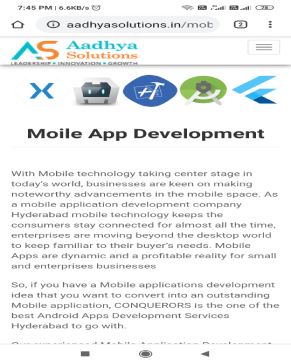 7:45 PM | 6.6KB/s
aadhyasolutions.in/mob
2
Aadhya
Solutions
LEADERSHIP • INNOVATION • GROWTH
Moile App Development
With Mobile technology taking center stage in
today's world, businesses are keen on making
noteworthy advancements in the mobile space. As
a mobile application development company
Hyderabad mobile technology keeps the
consumers stay connected for almost all the time,
enterprises are moving beyond the desktop world
to keep familiar to their buyer's needs. Mobile
Apps are dynamic and a profitable reality for small
and enterprises businesses
So, if you have a Mobile applications development
idea that you want to convert into an outstanding
Mobile application, CONQUERORS is the one of the
best Android Apps Development Services
Hyderabad to go with.
Our experienced Mobile Application Development